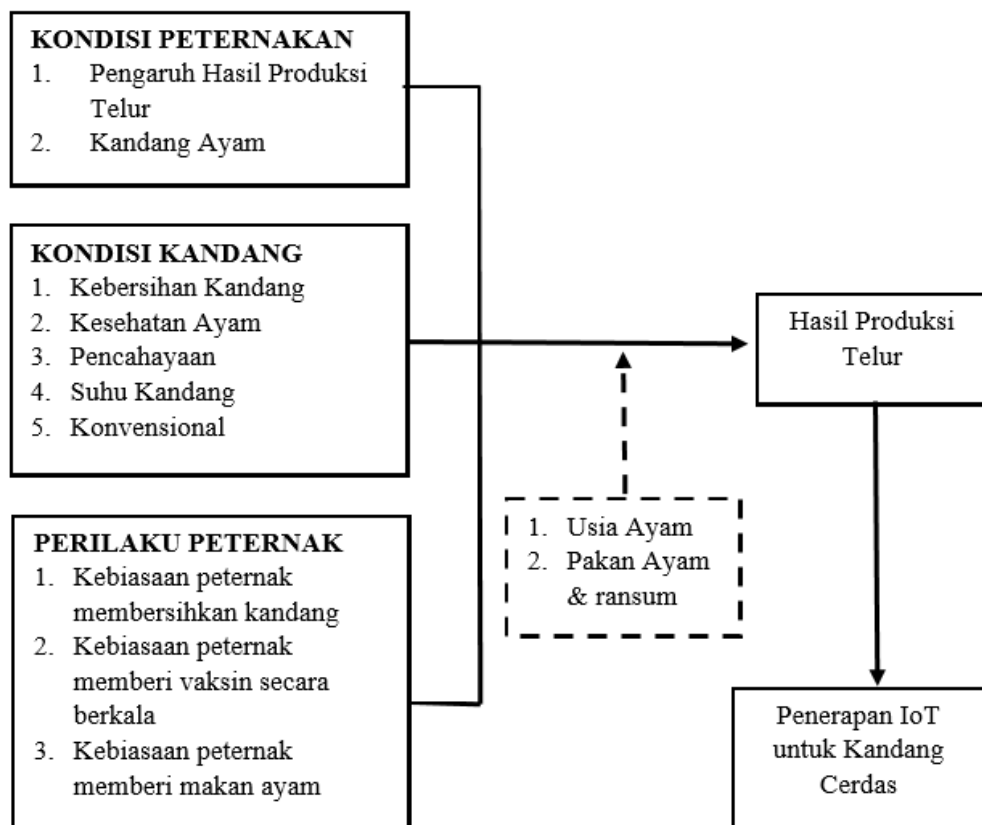 KONDISI PETERNAKAN
1. Pengaruh Hasil Produksi
Telur
2. Kandang Ayam
KONDISI KANDANG
1. Kebersihan Kandang
2. Kesehatan Ayam
3. Pencahayaan
4. Suhu Kandang
5. Konvensional
PERILAKU PETERNAK
1. Kebiasaan peternak
membersihkan kandang
2. Kebiasaan peternak
memberi vaksin secara
berkala
3. Kebiasaan peternak
memberi makan ayam
1. Usia Ayam
2. Pakan Ayam
& ransum
Hasil Produksi
Telur
Penerapan IoT
untuk Kandang
Cerdas